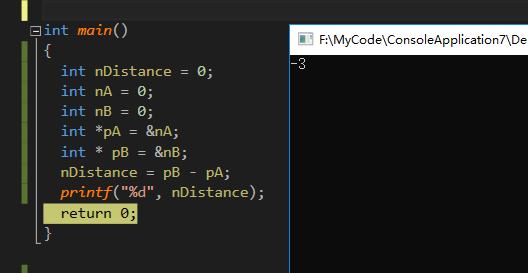 int main()
{
int nDistance = 0;
int nA = 0;
int nB = 0;
int *pA = &nA;
int * pB = &nB;
nDistance = pB - pA;
printf("%d", nDistance);
return 0;
}
F:\MyCode\ConsoleApplication7\De
-3